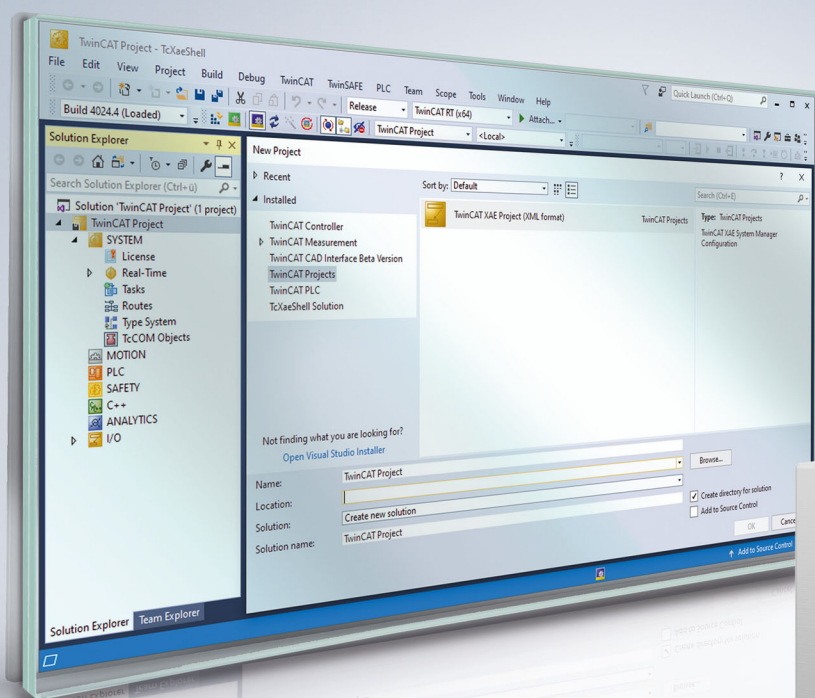 TwinCAT Project - TcXaeShell
File Edit View Project Build Debug TwinCAT TwinSAFE PLC Team Scope Tools Window Help
Quick Launch (Ctrl+Q)
Release
TwinCAT RT (x64)
Attach...
Build 4024.4 (Loaded)
TwinCAT Project
<Local>
Solution Explorer
Search Solution Explorer (Ctrl+ü)
Solution 'TwinCAT Project' (1 project)
TwinCAT Project
SYSTEM
License
Real-Time
Tasks
Routes
Type System
TcCOM Objects
MOTION
PLC
SAFETY
C++
ANALYTICS
I/O
Solution Explorer
Team Explorer
New Project
? X
Recent
Installed
TwinCAT Controller
TwinCAT Measurement
TwinCAT CAD Interface Beta Version
TwinCAT Projects
TwinCAT PLC
TcXaeShell Solution
Not finding what you are looking for?
Open Visual Studio Installer
Sort by: Default
TwinCAT XAE Project (XML format)
TwinCAT Projects
Search (Ctrl+E)
Type: TwinCAT Projects
TwinCAT XAE System Manager
Configuration
Name:
TwinCAT Project
Location:
Browse...
Solution:
Create new solution
Create directory for solution
Solution name:
TwinCAT Project
Add to Source Control
OK
Cance
Add to Source Control